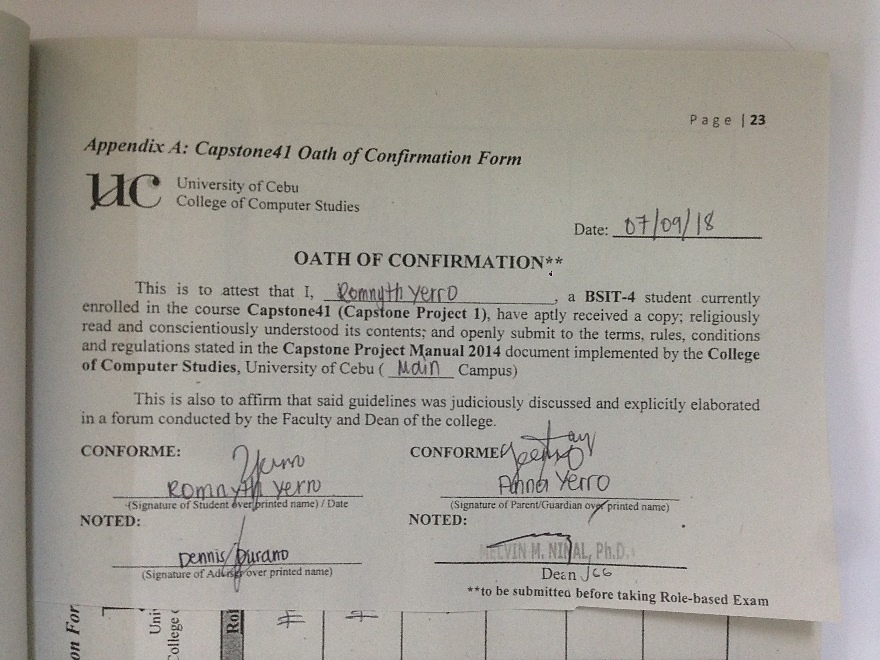 Page | 23
Appendix A: Capstone41 Oath of Confirmation Form
UC University of Cebu
College of Computer Studies
Date: 07/09/18
OATH OF CONFIRMATION**
This is to attest that I, Romnyth Yerro, a BSIT-4 student currently
enrolled in the course Capstone41 (Capstone Project 1), have aptly received a copy; religiously
read and conscientiously understood its contents; and openly submit to the terms, rules, conditions
and regulations stated in the Capstone Project Manual 2014 document implemented by the College
of Computer Studies, University of Cebu ( Main Campus)
This is also to affirm that said guidelines was judiciously discussed and explicitly elaborated
in a forum conducted by the Faculty and Dean of the college.
CONFORME: CONFORME:
Romnyth Yerro Anna Yerro
(Signature of Student over printed name) / Date (Signature of Parent/Guardian over printed name)
NOTED: NOTED:
Dennis Durano MELVIN M. NIÑAL, Ph.D.
(Signature of Adviser over printed name) Dean
**to be submitted before taking Role-based Exam
on For
Uni
College
Rol